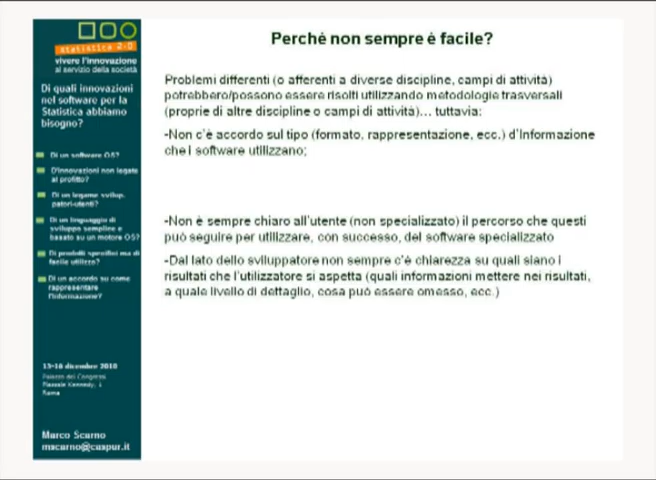 Statistica 2.0
vivere l'innovazione
al servizio della società
Di quali innovazioni
nel software per la
Statistica abbiamo
bisogno?
Di un software OS?
D'innovazioni non legate
al profitto?
Di un legame svilup.
patori-utenti?
Di un linguaggio di
sviluppo semplice e
basato su un motore OS?
Di prodotti specifici ma di
facile utilizzo?
Di un accordo su come
rappresentare
l'Informazione?
15-16 dicembre 2010
Palazzo dei Congressi
Piazzale Kennedy, 1
Roma
Marco Scarno
mscarno@caspur.it
Perché non sempre è facile?
Problemi differenti (o afferenti a diverse discipline, campi di attività)
potrebbero/possono essere risolti utilizzando metodologie trasversali
(proprie di altre discipline o campi di attività)... tuttavia:
-Non c'è accordo sul tipo (formato, rappresentazione, ecc.) d'Informazione
che i software utilizzano;
-Non è sempre chiaro all'utente (non specializzato) il percorso che questi
può seguire per utilizzare, con successo, del software specializzato
-Dal lato dello sviluppatore non sempre c'è chiarezza su quali siano i
risultati che l'utilizzatore si aspetta (quali informazioni mettere nei risultati,
a quale livello di dettaglio, cosa può essere omesso, ecc.)